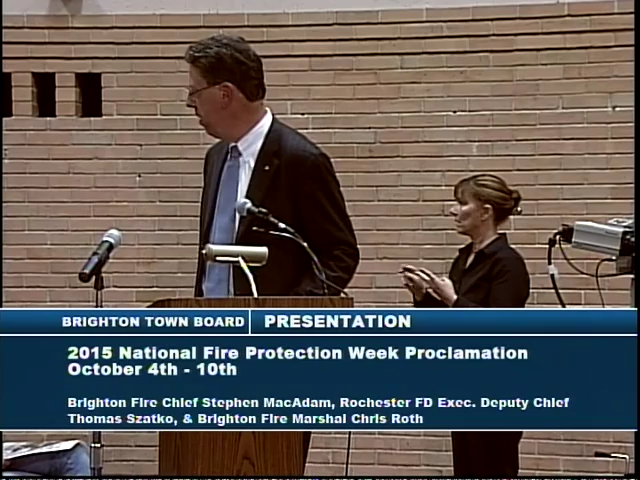 BRIGHTON TOWN BOARD PRESENTATION
2015 National Fire Protection Week Proclamation
October 4th - 10th
Brighton Fire Chief Stephen MacAdam, Rochester FD Exec. Deputy Chief
Thomas Szatko, & Brighton Fire Marshal Chris Roth